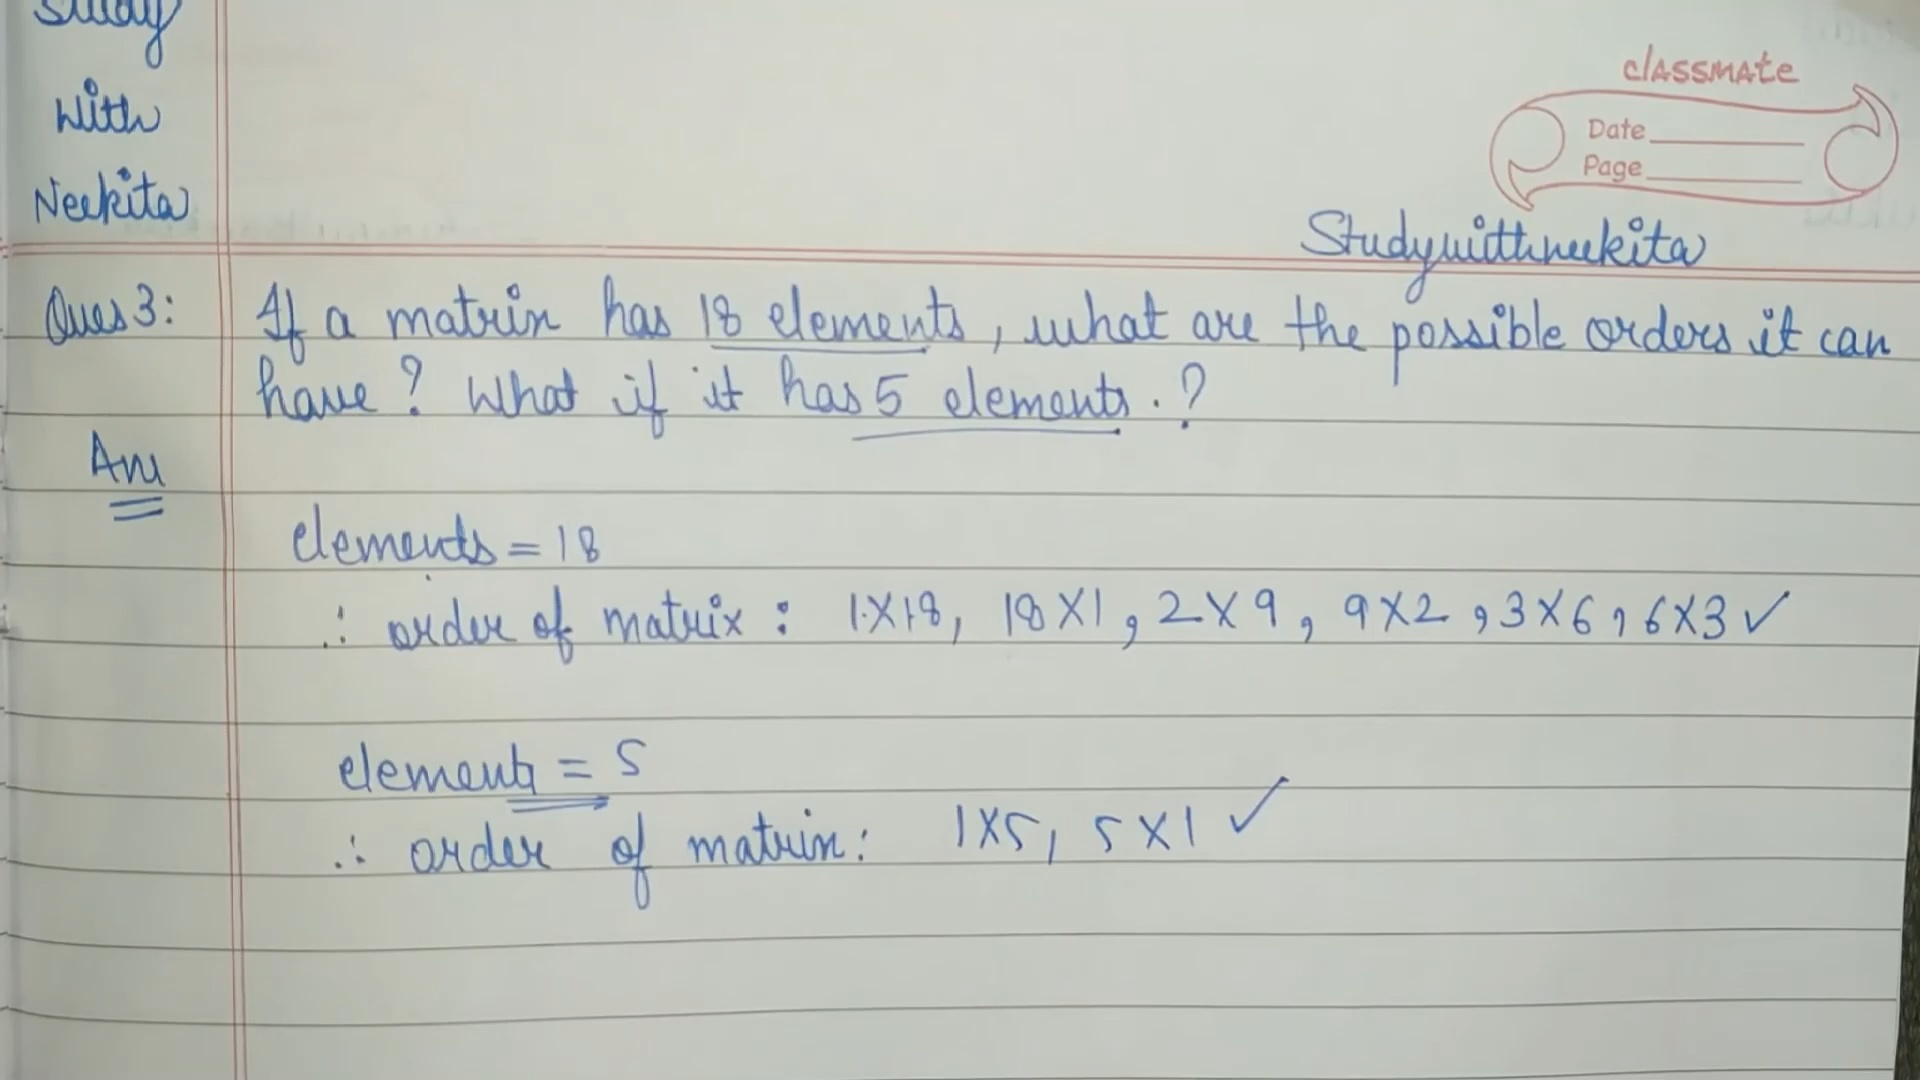 Study
With
Neekita
classmate
Date
Page
Studywithneekita
Ques 3: If a matrix has 18 elements, what are the possible orders it can
have? What if it has 5 elements.?
Ans
elements = 18
∴ order of matrix : 1×18, 18×1, 2×9, 9×2, 3×6, 6×3 ✓
elements = 5
∴ order of matrix: 1×5, 5×1 ✓